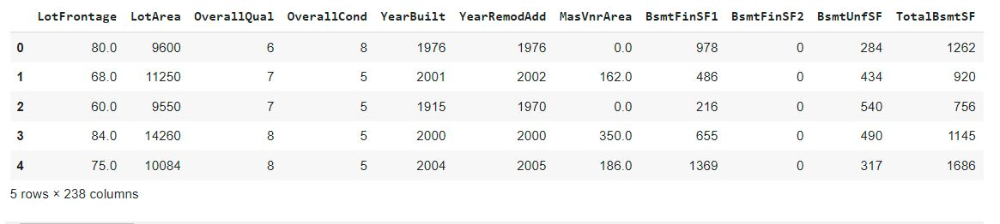 LotFrontage LotArea OverallQual OverallCond YearBuilt YearRemodAdd MasVnrArea BsmtFinSF1 BsmtFinSF2 BsmtUnfSF TotalBsmtSF
0 80.0 9600 6 8 1976 1976 0.0 978 0 284 1262
1 68.0 11250 7 5 2001 2002 162.0 486 0 434 920
2 60.0 9550 7 5 1915 1970 0.0 216 0 540 756
3 84.0 14260 8 5 2000 2000 350.0 655 0 490 1145
4 75.0 10084 8 5 2004 2005 186.0 1369 0 317 1686
5 rows × 238 columns